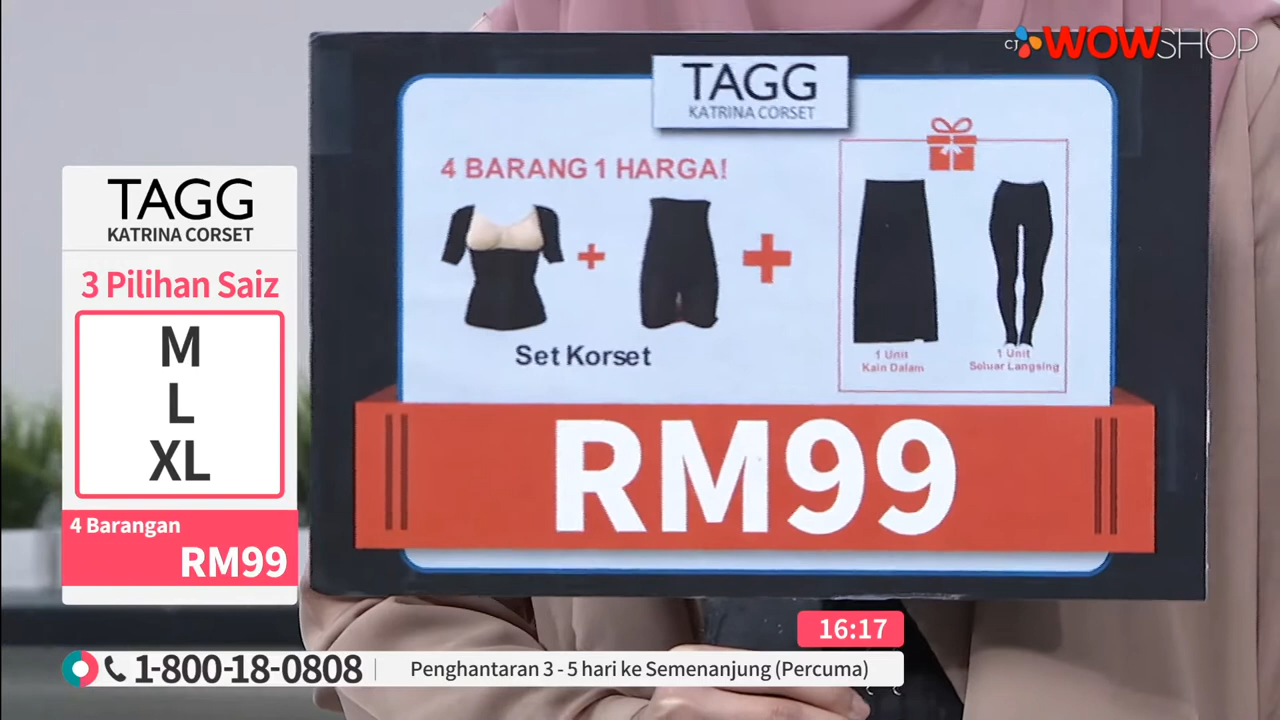 CJ WOWSHOP
TAGG
KATRINA CORSET
4 BARANG 1 HARGA!
Set Korset
1 Unit
Kain Dalam
1 Unit
Seluar Langsing
RM99
TAGG
KATRINA CORSET
3 Pilihan Saiz
M
L
XL
4 Barangan
RM99
16:17
1-800-18-0808
Penghantaran 3 - 5 hari ke Semenanjung (Percuma)